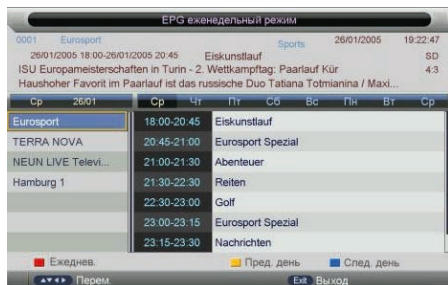 EPG еженедельный режим
0001 Eurosport Sports 26/01/2005 19:22:47
26/01/2005 18:00-26/01/2005 20:45 Eiskunstlauf SD
ISU Europameisterschaften in Turin - 2. Wettkampftag: Paarlauf Kür 4:3
Haushoher Favorit im Paarlauf ist das russische Duo Tatiana Totmianina / Maxi...
Ср 26/01 Ср Чт Пт Сб Вс Пн Вт Ср
Eurosport 18:00-20:45 Eiskunstlauf
TERRA NOVA 20:45-21:00 Eurosport Spezial
NEUN LIVE Televi... 21:00-21:30 Abenteuer
Hamburg 1 21:30-22:30 Reiten
22:30-23:00 Golf
23:00-23:15 Eurosport Spezial
23:15-23:30 Nachrichten
Ежеднев. Пред. день След. день
Перем. Exit Выход